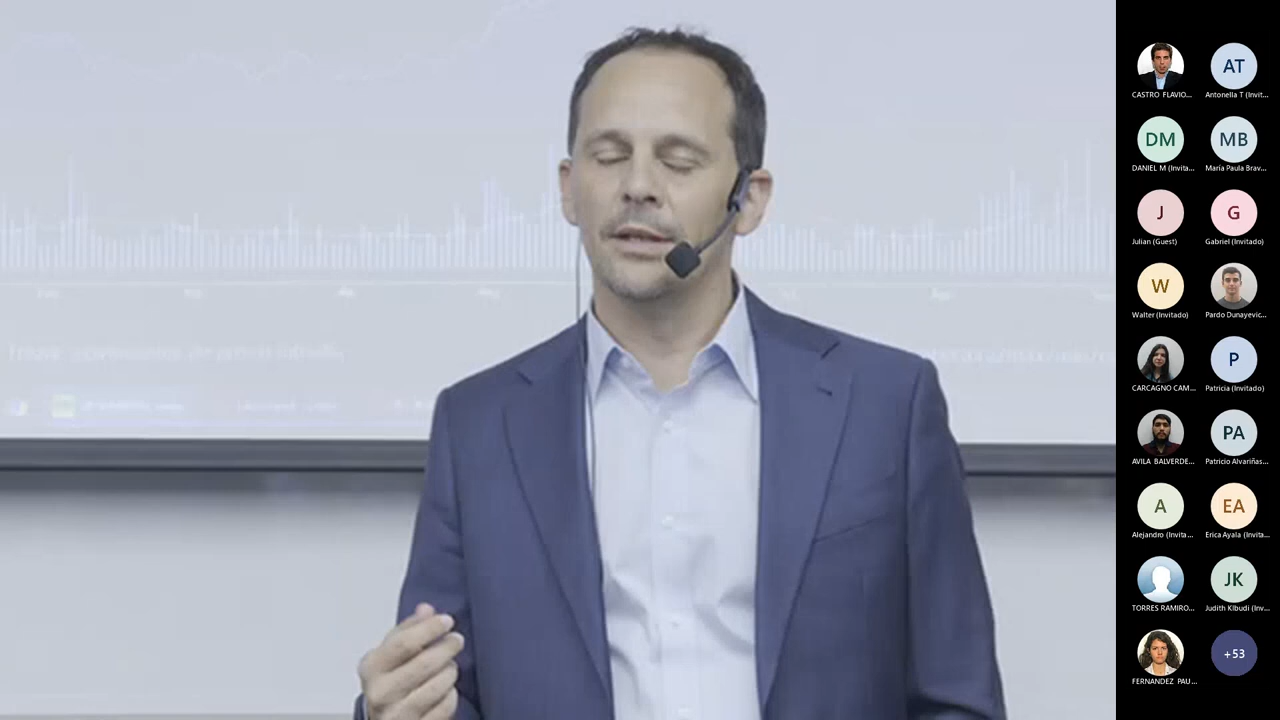 CASTRO FLAVIO...
AT
Antonella T (Invit...
DM
DANIEL M (Invita...
MB
María Paula Brav...
J
Julian (Guest)
G
Gabriel (Invitado)
W
Walter (Invitado)
Pardo Dunayevic...
CARCAGNO CAM...
P
Patricia (Invitado)
AVILA BALVERDE...
PA
Patricio Alvariñas...
A
Alejandro (Invita...
EA
Erica Ayala (Invita...
TORRES RAMIRO...
JK
Judith Klbudi (Inv...
FERNANDEZ PAU...
+53